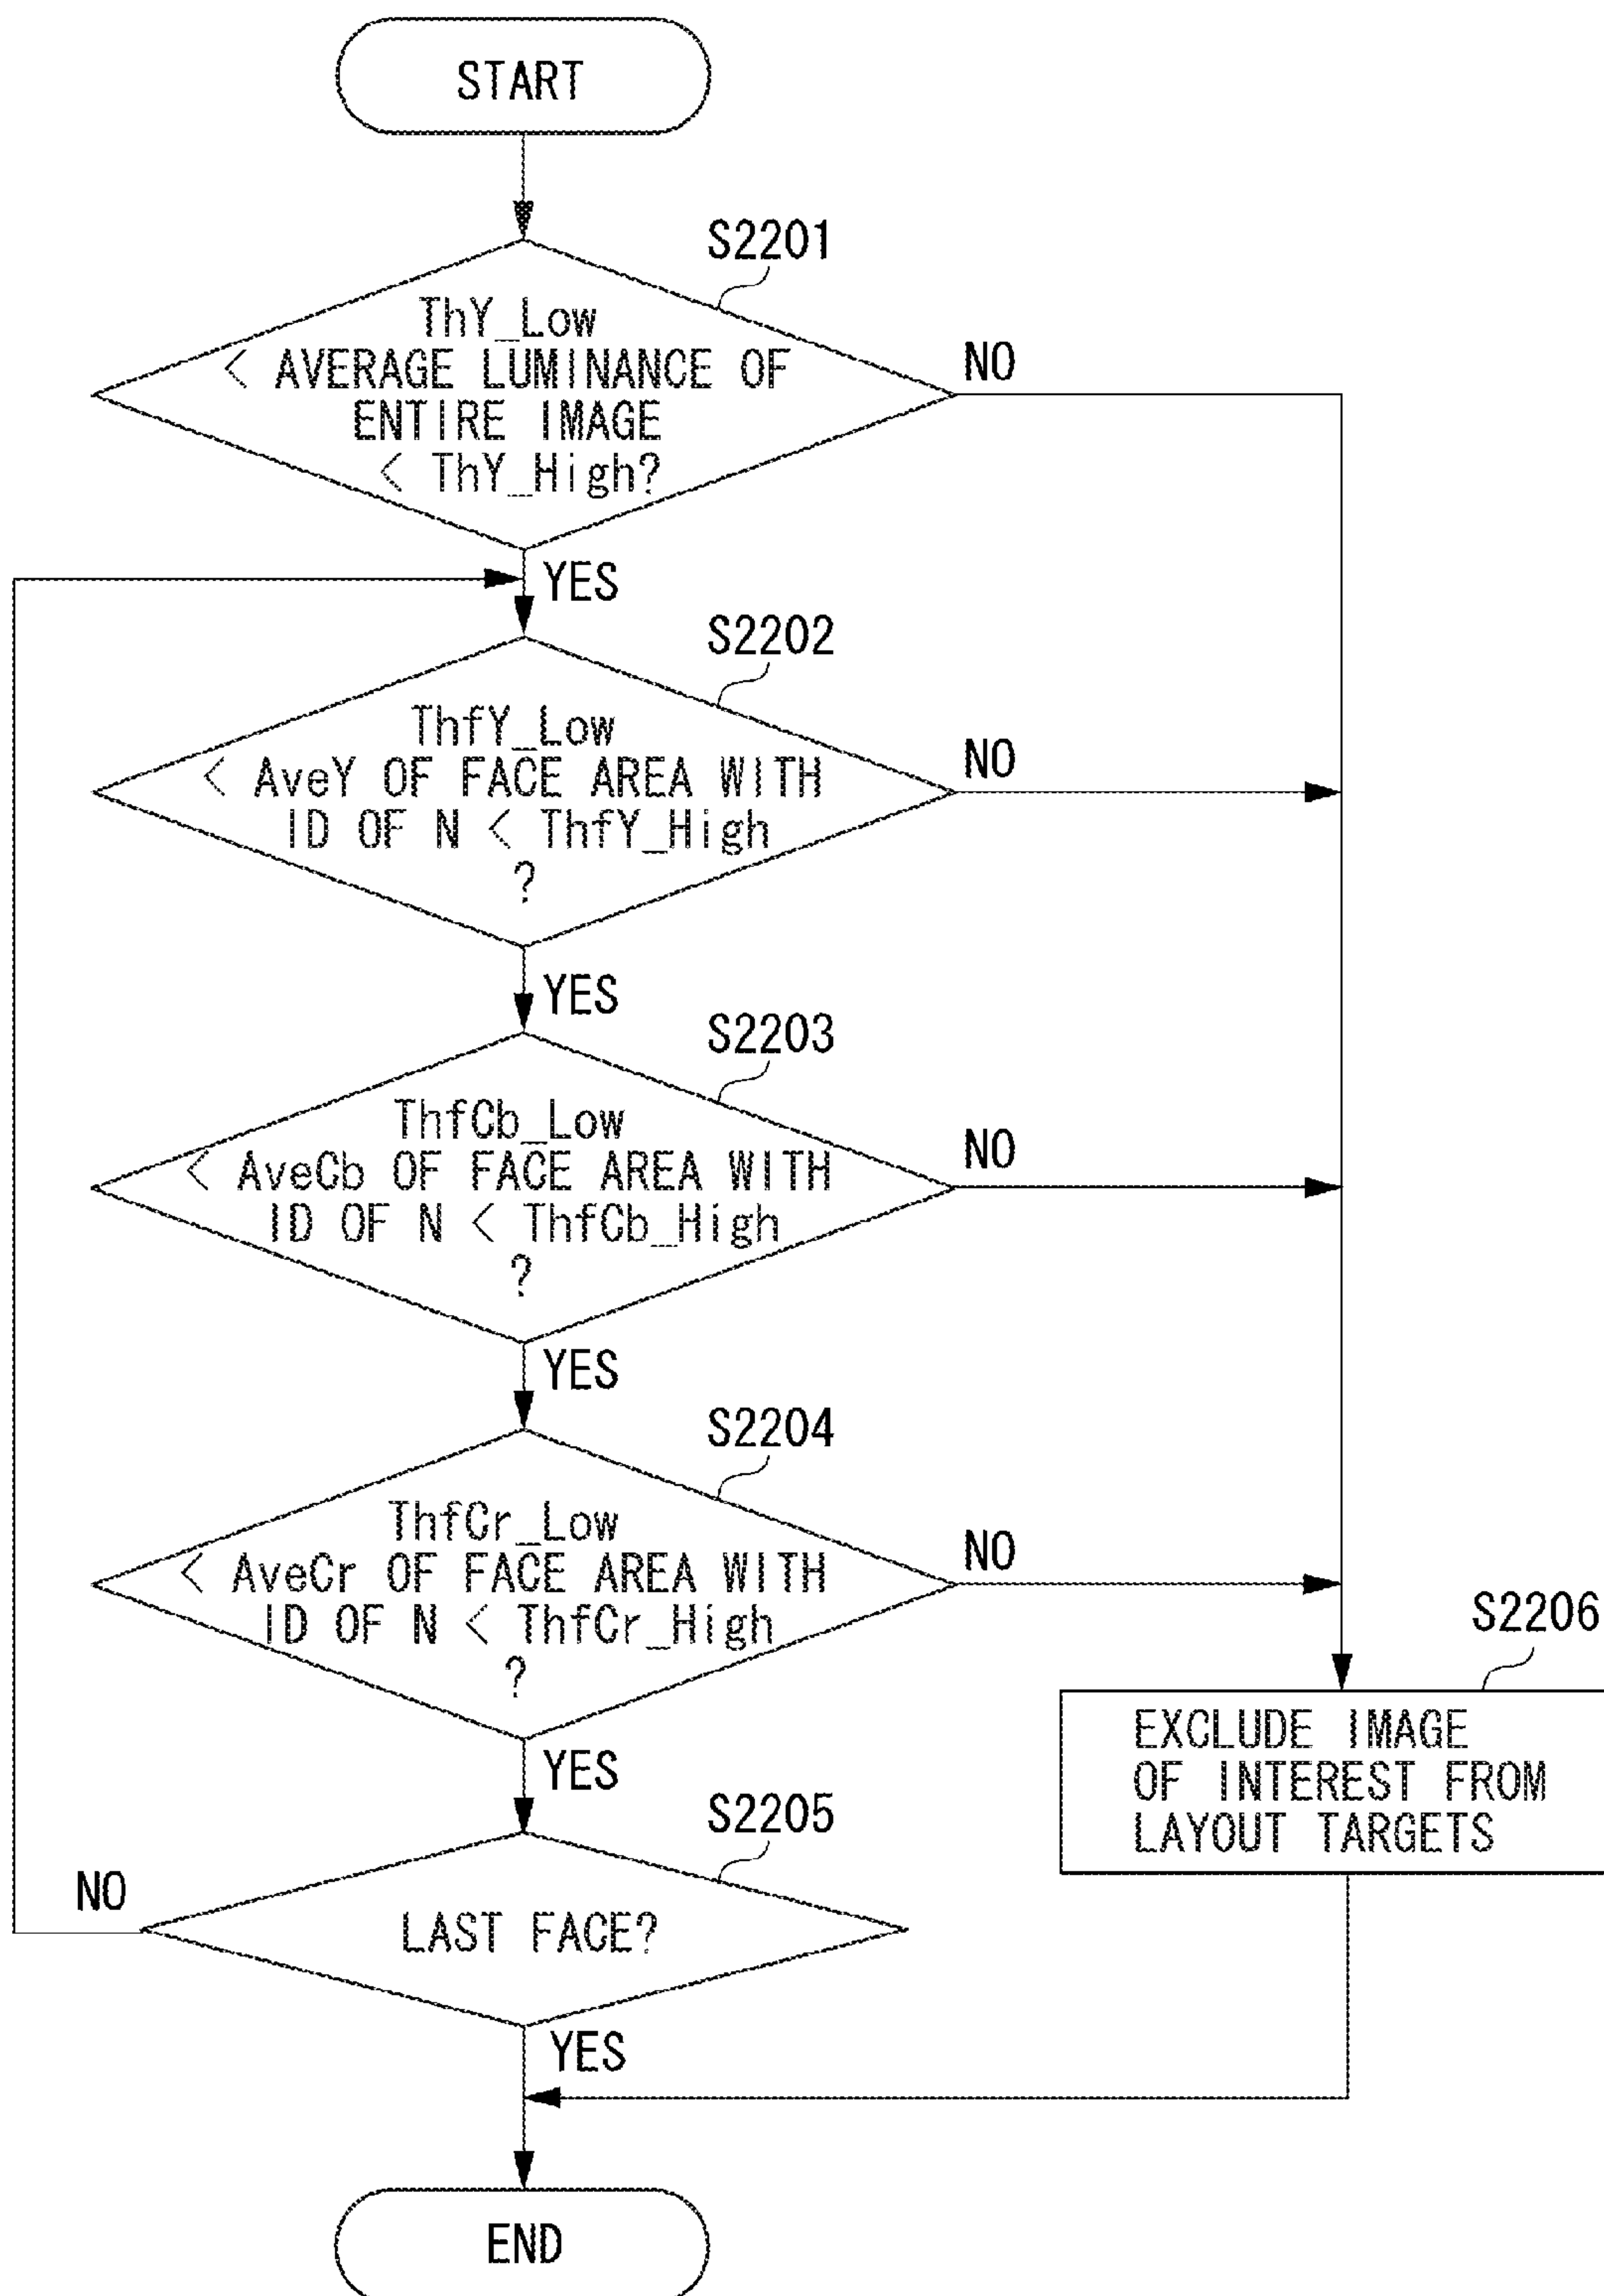 START
S2201
ThY_Low
< AVERAGE LUMINANCE OF
ENTIRE IMAGE
< ThY_High?
NO
YES
S2202
ThfY_Low
< AveY OF FACE AREA WITH
ID OF N < ThfY_High
?
NO
YES
S2203
ThfCb_Low
< AveCb OF FACE AREA WITH
ID OF N < ThfCb_High
?
NO
YES
S2204
ThfCr_Low
< AveCr OF FACE AREA WITH
ID OF N < ThfCr_High
?
NO
YES
S2206
EXCLUDE IMAGE
OF INTEREST FROM
LAYOUT TARGETS
S2205
LAST FACE?
NO
YES
END